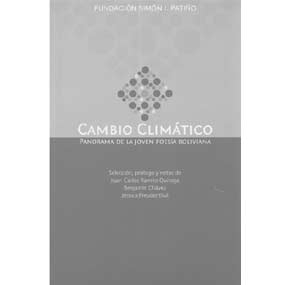 FUNDACIÓN SIMÓN I. PATIÑO
CAMBIO CLIMÁTICO
PANORAMA DE LA JOVEN POESÍA BOLIVIANA
Selección, prólogo y notas de
Juan Carlos Ramiro Quiroga
Benjamín Chávez
Jessica Freudenthal